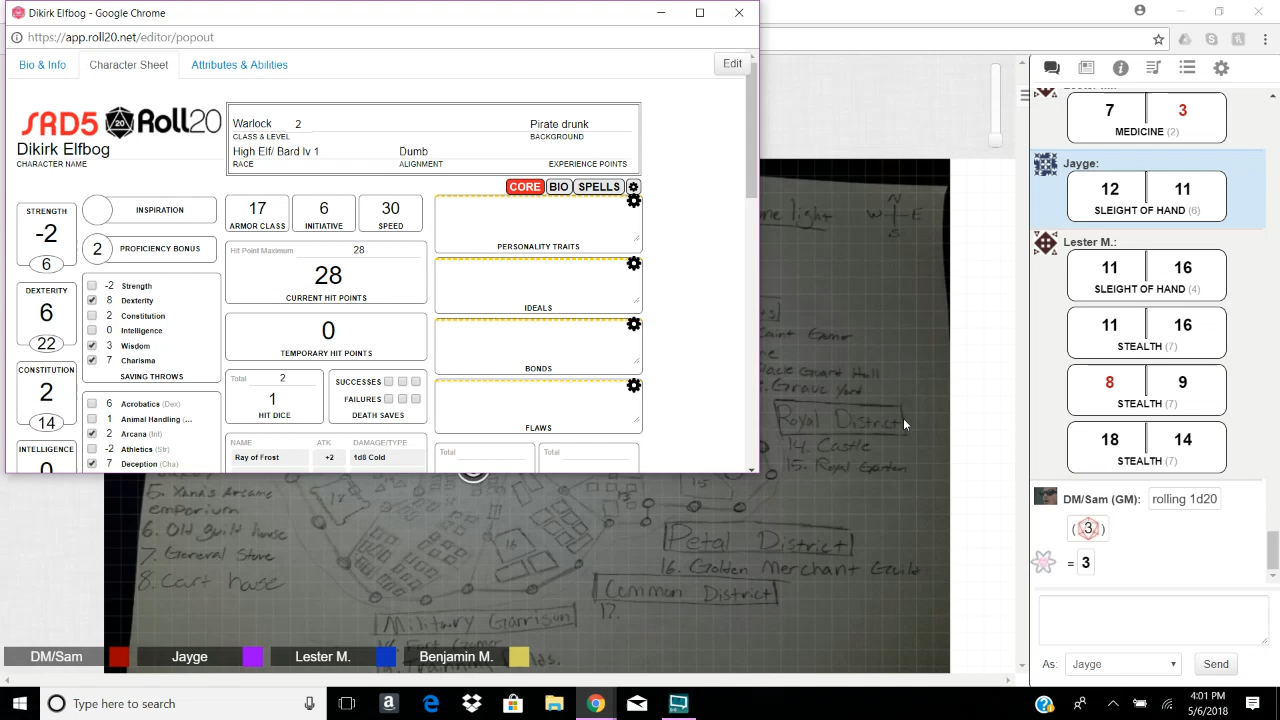 Dikirk Elfbog - Google Chrome
https://app.roll20.net/editor/popout
Bio & Info
Character Sheet
Attributes & Abilities
Edit
SRD5 Roll20
Dikirk Elfbog
CHARACTER NAME
Warlock 2
CLASS & LEVEL
Pirate drunk
BACKGROUND
High Elf/ Bard lv 1
RACE
Dumb
ALIGNMENT
EXPERIENCE POINTS
CORE
BIO
SPELLS
STRENGTH
-2
6
DEXTERITY
6
22
CONSTITUTION
2
14
INTELLIGENCE
0
INSPIRATION
2 PROFICIENCY BONUS
-2 Strength
8 Dexterity
2 Constitution
0 Intelligence
3 Wisdom
7 Charisma
SAVING THROWS
6 Acrobatics (Dex)
1 Animal Handling (...
2 Arcana (Int)
-2 Athletics (Str)
7 Deception (Cha)
17
ARMOR CLASS
6
INITIATIVE
30
SPEED
Hit Point Maximum 28
28
CURRENT HIT POINTS
0
TEMPORARY HIT POINTS
Total 2
1
HIT DICE
SUCCESSES
FAILURES
DEATH SAVES
NAME ATK DAMAGE/TYPE
Ray of Frost +2 1d8 Cold
PERSONALITY TRAITS
IDEALS
BONDS
FLAWS
Total
Total
N
W E
S
Royal District
14. Castle
15. Royal Garden
emporium
6. Old guild house
7. General Store
8. Cart house
Petal District
16. Golden Merchant Guild
Common District
17.
Military Garrison
15
16
DM/Sam
Jayge
Lester M.
Benjamin M.
7 3
MEDICINE (2)
Jayge:
12 11
SLEIGHT OF HAND (6)
Lester M.:
11 16
SLEIGHT OF HAND (4)
11 16
STEALTH (7)
8 9
STEALTH (7)
18 14
STEALTH (7)
DM/Sam (GM): rolling 1d20
(3)
= 3
As: Jayge
Send
Type here to search
4:01 PM
5/6/2018